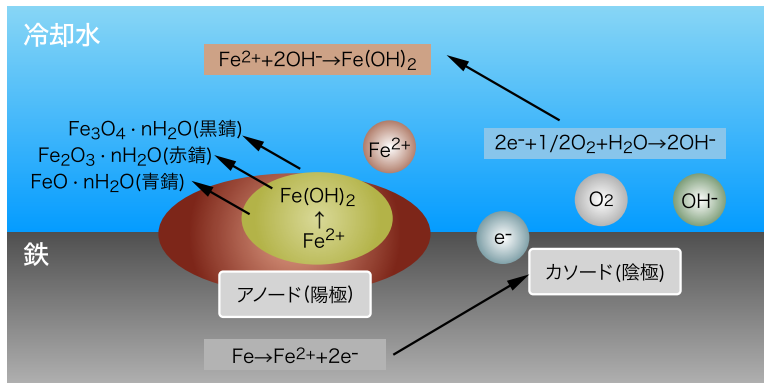 冷却水
Fe²⁺+2OH⁻→Fe(OH)₂
Fe₃O₄・nH₂O(黒錆)
Fe₂O₃・nH₂O(赤錆)
FeO・nH₂O(青錆)
Fe²⁺
2e⁻+1/2O₂+H₂O→2OH⁻
Fe(OH)₂
↑
Fe²⁺
O₂
OH⁻
e⁻
鉄
アノード(陽極)
カソード(陰極)
Fe→Fe²⁺+2e⁻